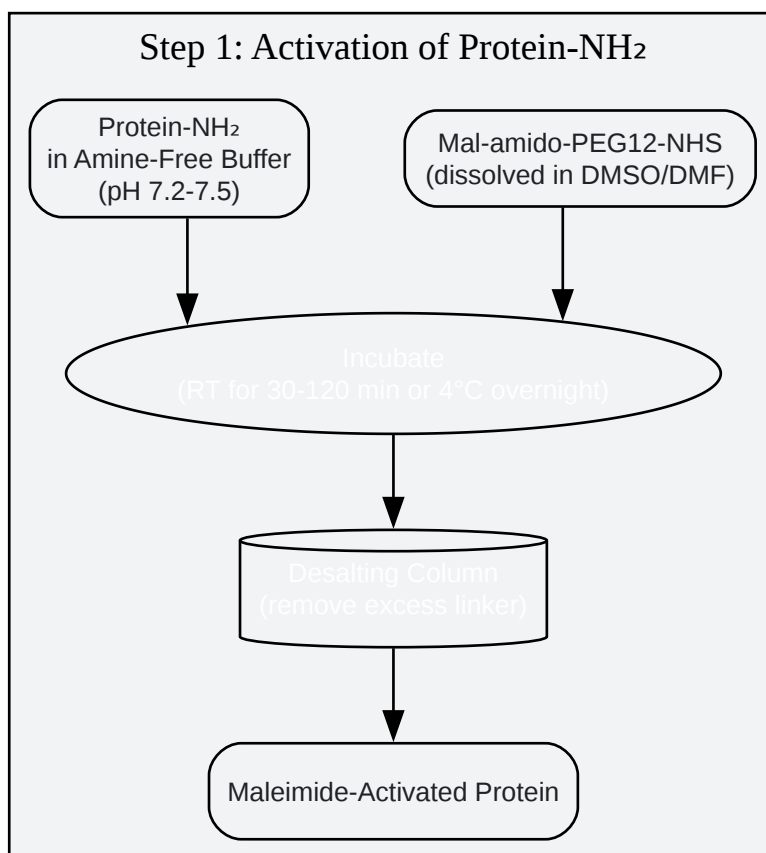 Step 1: Activation of Protein-NH₂
Protein-NH₂
in Amine-Free Buffer
(pH 7.2-7.5)
Mal-amido-PEG12-NHS
(dissolved in DMSO/DMF)
Incubate
(RT for 30-120 min or 4°C overnight)
Desalting Column
(remove excess linker)
Maleimide-Activated Protein